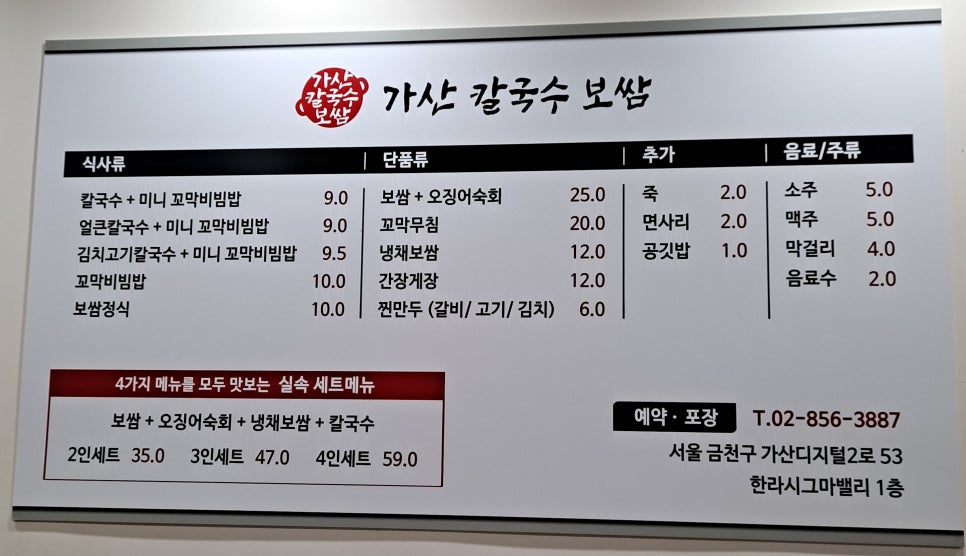 가산
칼국수
보쌈
가산 칼국수 보쌈
식사류
칼국수 + 미니 꼬막비빔밥 9.0
얼큰칼국수 + 미니 꼬막비빔밥 9.0
김치고기칼국수 + 미니 꼬막비빔밥 9.5
꼬막비빔밥 10.0
보쌈정식 10.0
단품류
보쌈 + 오징어숙회 25.0
꼬막무침 20.0
냉채보쌈 12.0
간장게장 12.0
찐만두 (갈비/ 고기/ 김치) 6.0
추가
죽 2.0
면사리 2.0
공깃밥 1.0
음료/주류
소주 5.0
맥주 5.0
막걸리 4.0
음료수 2.0
4가지 메뉴를 모두 맛보는 실속 세트메뉴
보쌈 + 오징어숙회 + 냉채보쌈 + 칼국수
2인세트 35.0 3인세트 47.0 4인세트 59.0
예약 · 포장 T.02-856-3887
서울 금천구 가산디지털2로 53
한라시그마밸리 1층